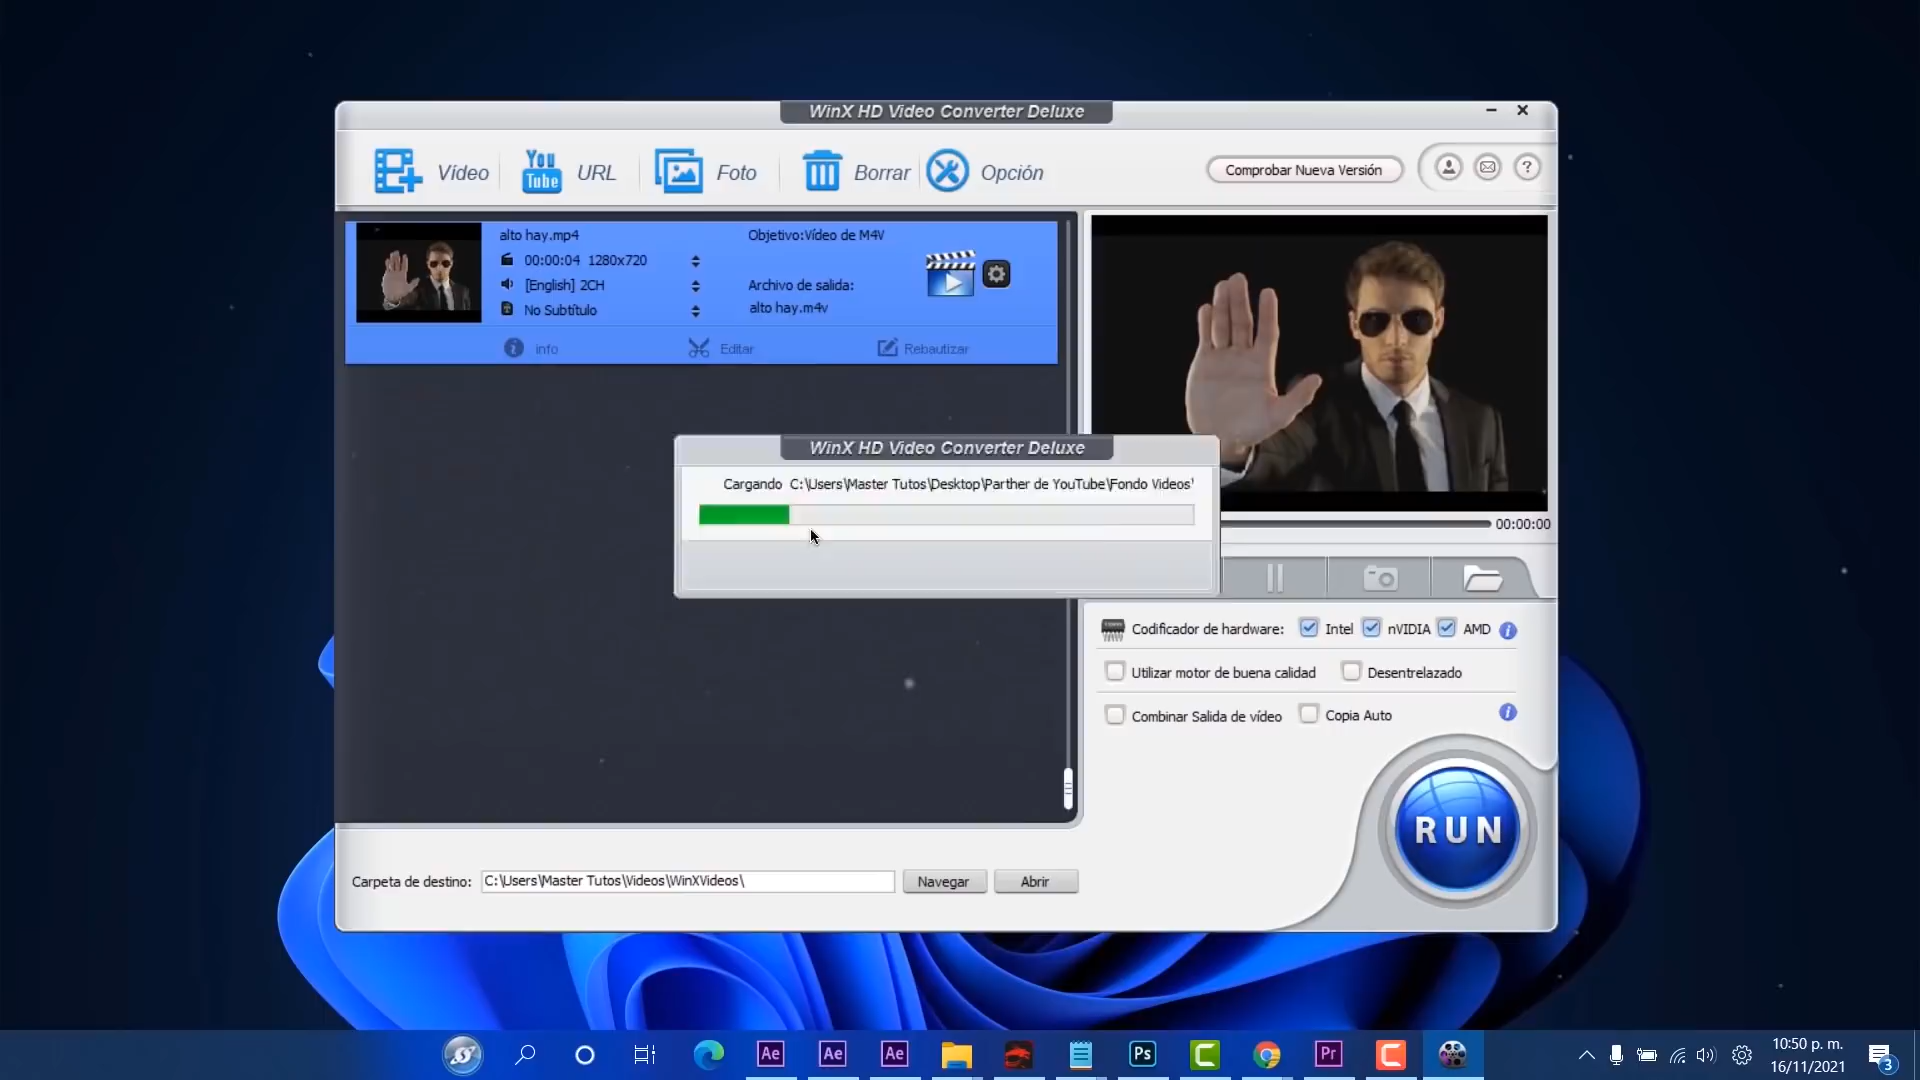 WinX HD Video Converter Deluxe
Vídeo
You
Tube
URL
Foto
Borrar
Opción
Comprobar Nueva Versión
?
alto hay.mp4
Objetivo:Vídeo de M4V
00:00:04 1280x720
[English] 2CH
Archivo de salida:
No Subtítulo
alto hay.m4v
info
Editar
Rebautizar
WinX HD Video Converter Deluxe
Cargando C:\Users\Master Tutos\Desktop\Parther de YouTube\Fondo Videos\
00:00:00
Codificador de hardware: Intel nVIDIA AMD
Utilizar motor de buena calidad Desentrelazado
Combinar Salida de vídeo Copia Auto
RUN
Carpeta de destino: C:\Users\Master Tutos\Videos\WinXVideos\ Navegar Abrir
Ae
Ae
Ae
Ps
Pr
10:50 p. m.
16/11/2021
3